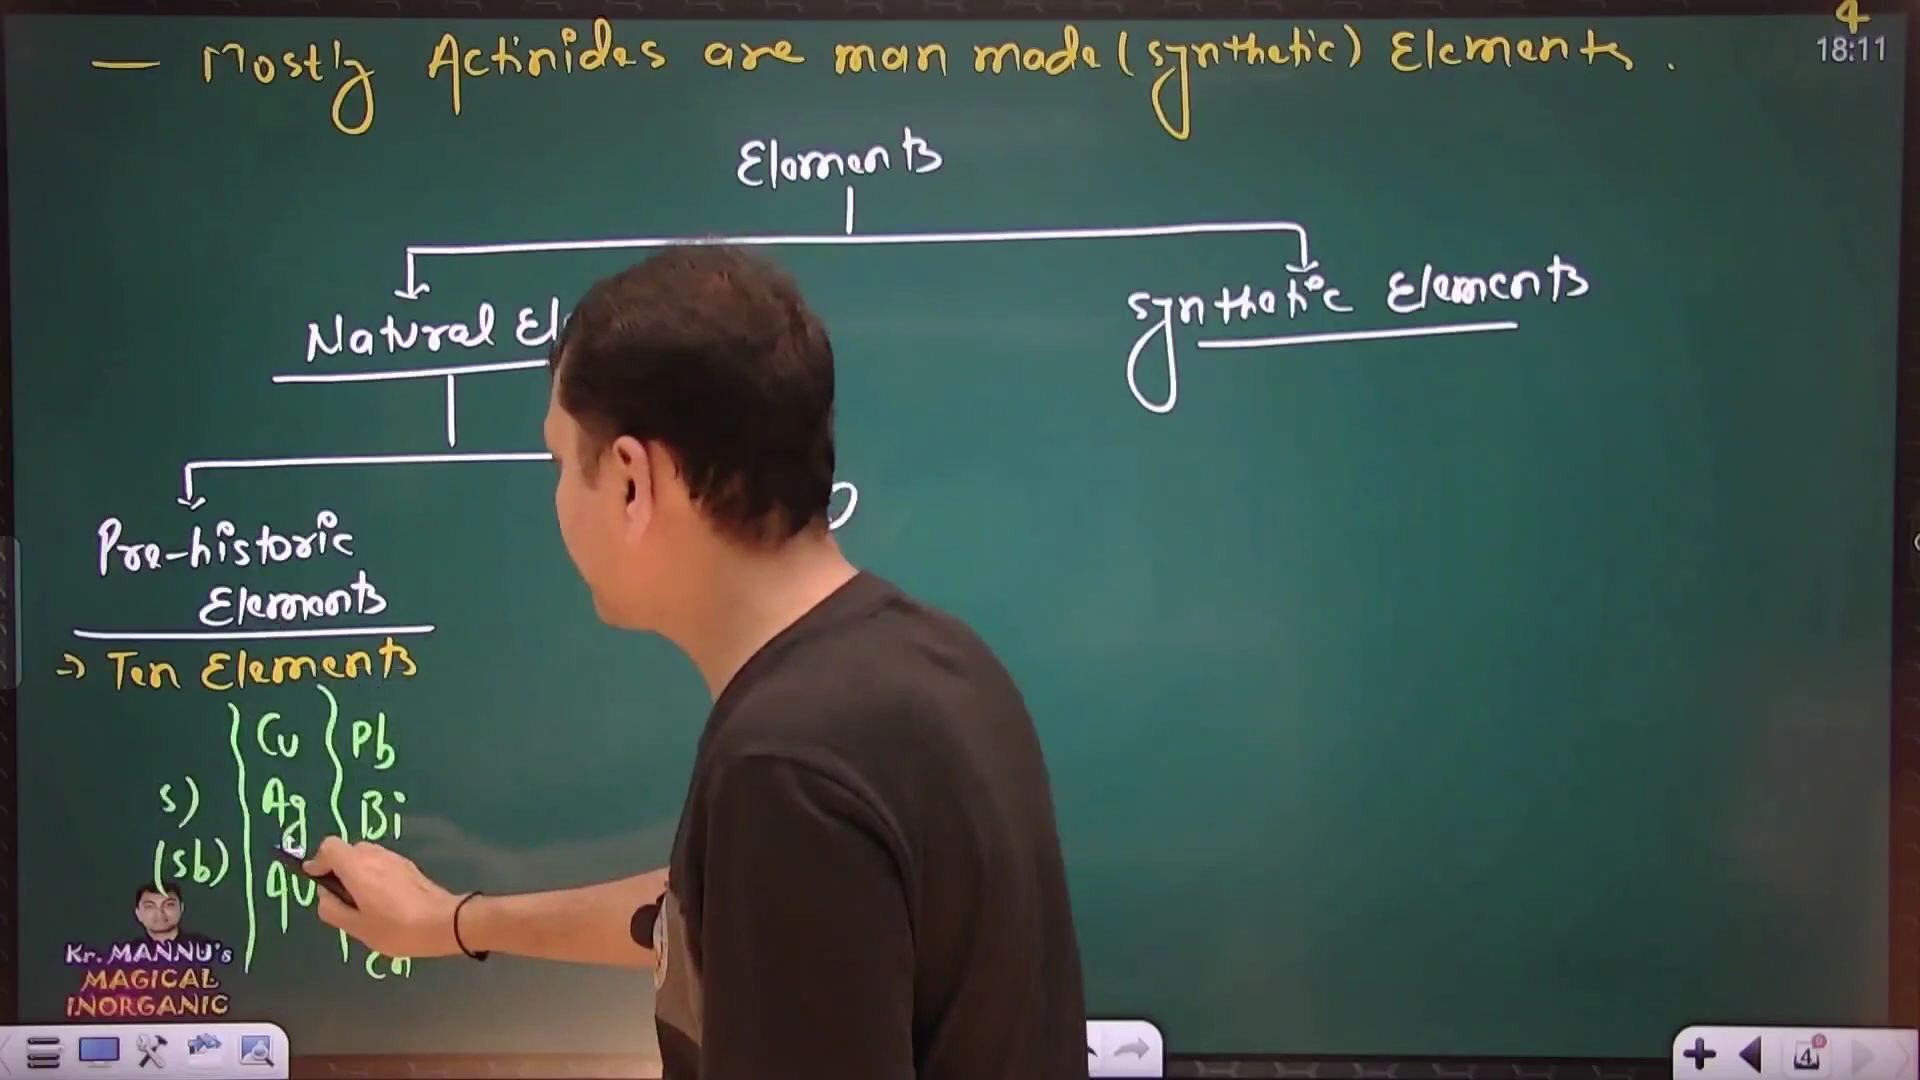 4
18:11
— Mostly Actinides are man made (synthetic) Elements.
Elements
Natural El
Synthetic Elements
Pre-historic
Elements
=> Ten Elements
Cu
Pb
S)
Ag
Bi
(Sb)
Au
Kr. MANNU's
MAGICAL
INORGANIC
4